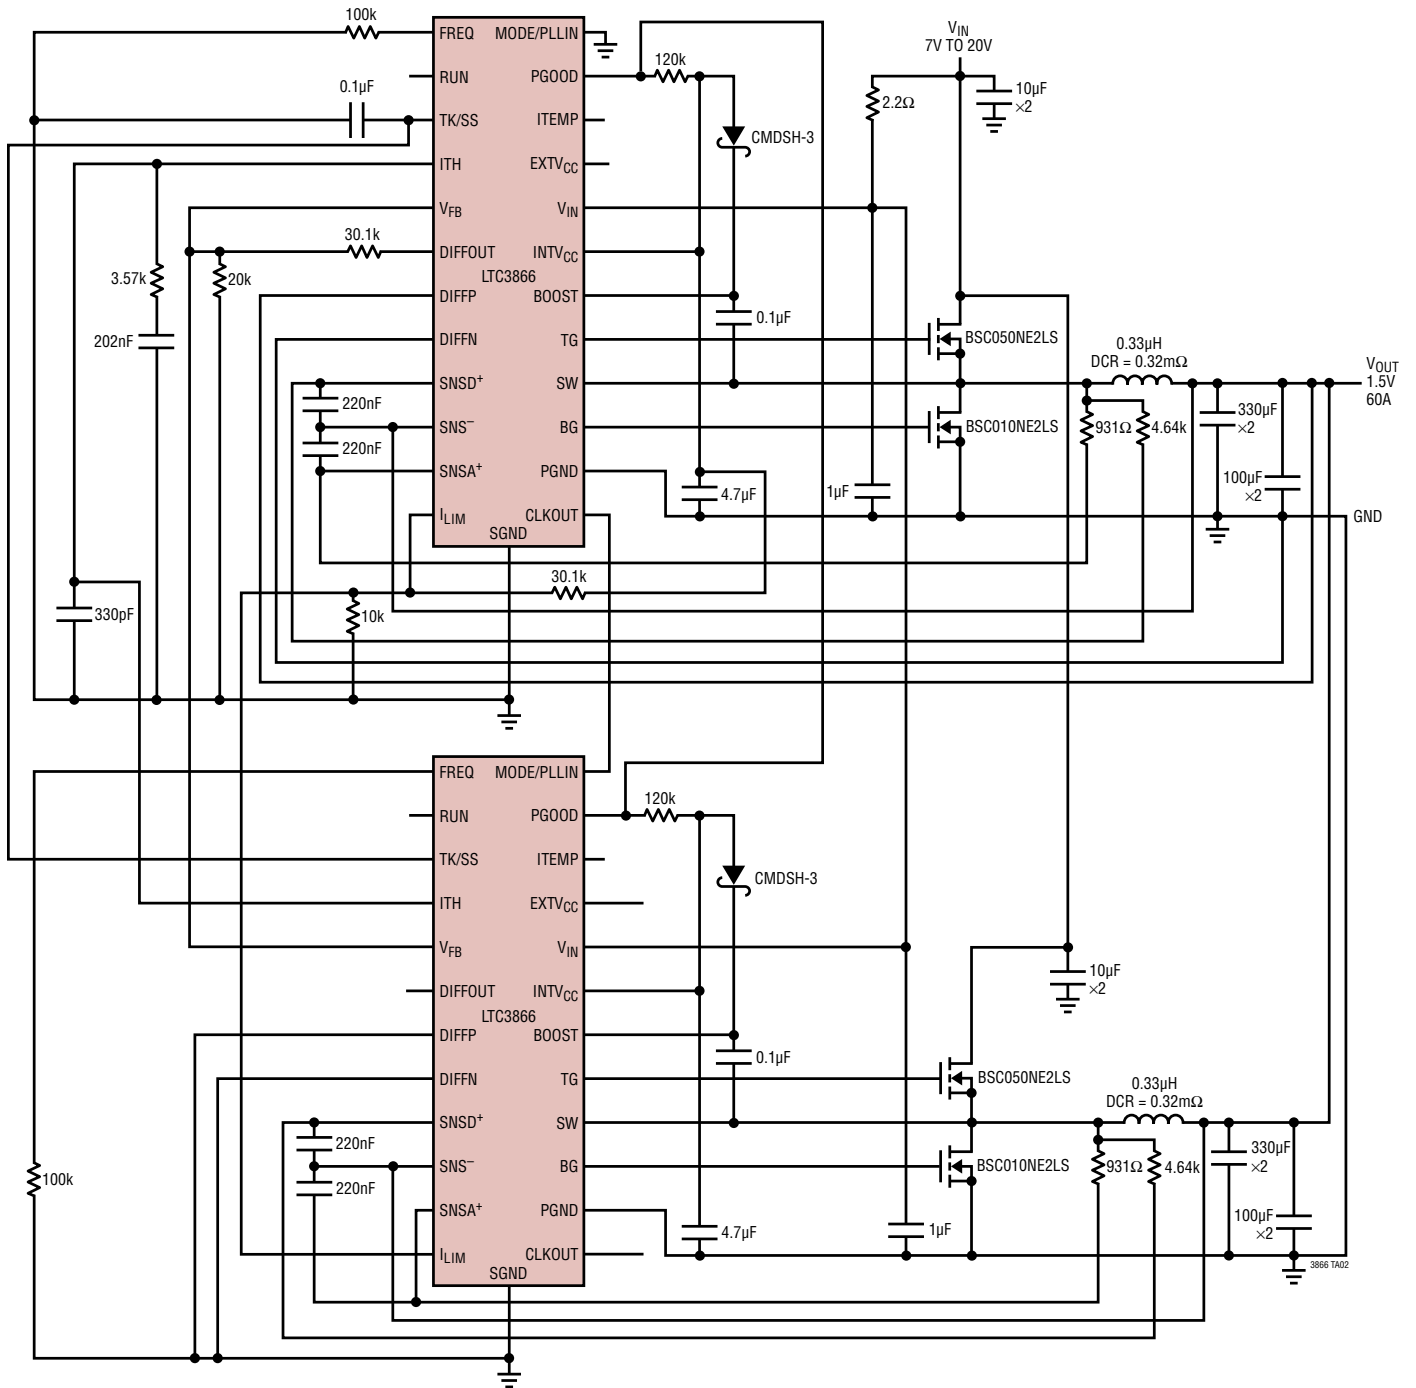 100k
FREQ MODE/PLLIN
V_IN
7V TO 20V
120k
RUN PGOOD
0.1µF
2.2Ω
10µF
×2
TK/SS ITEMP
CMDSH-3
ITH EXTV_CC
V_FB V_IN
30.1k
DIFFOUT INTV_CC
3.57k
20k
LTC3866
DIFFP BOOST
0.1µF
202nF
DIFFN TG
BSC050NE2LS
0.33µH
DCR = 0.32mΩ
V_OUT
1.5V
60A
SNSD+ SW
220nF
330µF
×2
SNS– BG
BSC010NE2LS
931Ω
4.64k
220nF
SNSA+ PGND
100µF
×2
4.7µF
1µF
I_LIM CLKOUT
GND
SGND
30.1k
330pF
10k
FREQ MODE/PLLIN
120k
RUN PGOOD
TK/SS ITEMP
CMDSH-3
ITH EXTV_CC
V_FB V_IN
10µF
×2
DIFFOUT INTV_CC
LTC3866
DIFFP BOOST
0.1µF
DIFFN TG
BSC050NE2LS
0.33µH
DCR = 0.32mΩ
SNSD+ SW
220nF
330µF
×2
SNS– BG
BSC010NE2LS
931Ω
4.64k
100k
220nF
SNSA+ PGND
100µF
×2
4.7µF
1µF
I_LIM CLKOUT
3866 TA02
SGND